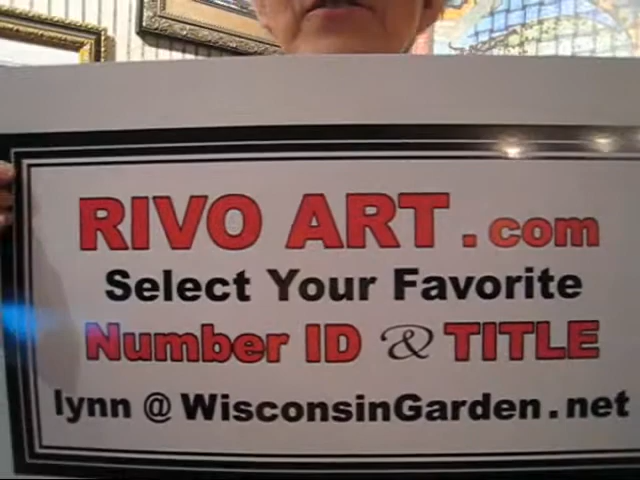 RIVO ART.com
Select Your Favorite
Number ID & TITLE
lynn @ WisconsinGarden.net